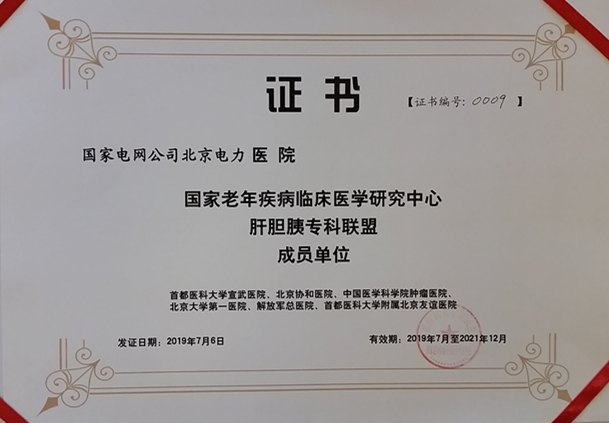 证书
【证书编号：0009】
国家电网公司北京电力医院
国家老年疾病临床医学研究中心
肝胆胰专科联盟
成员单位
首都医科大学宣武医院、北京协和医院、中国医学科学院肿瘤医院、
北京大学第一医院、解放军总医院、首都医科大学附属北京友谊医院
发证日期：2019年7月6日
有效期：2019年7月至2021年12月